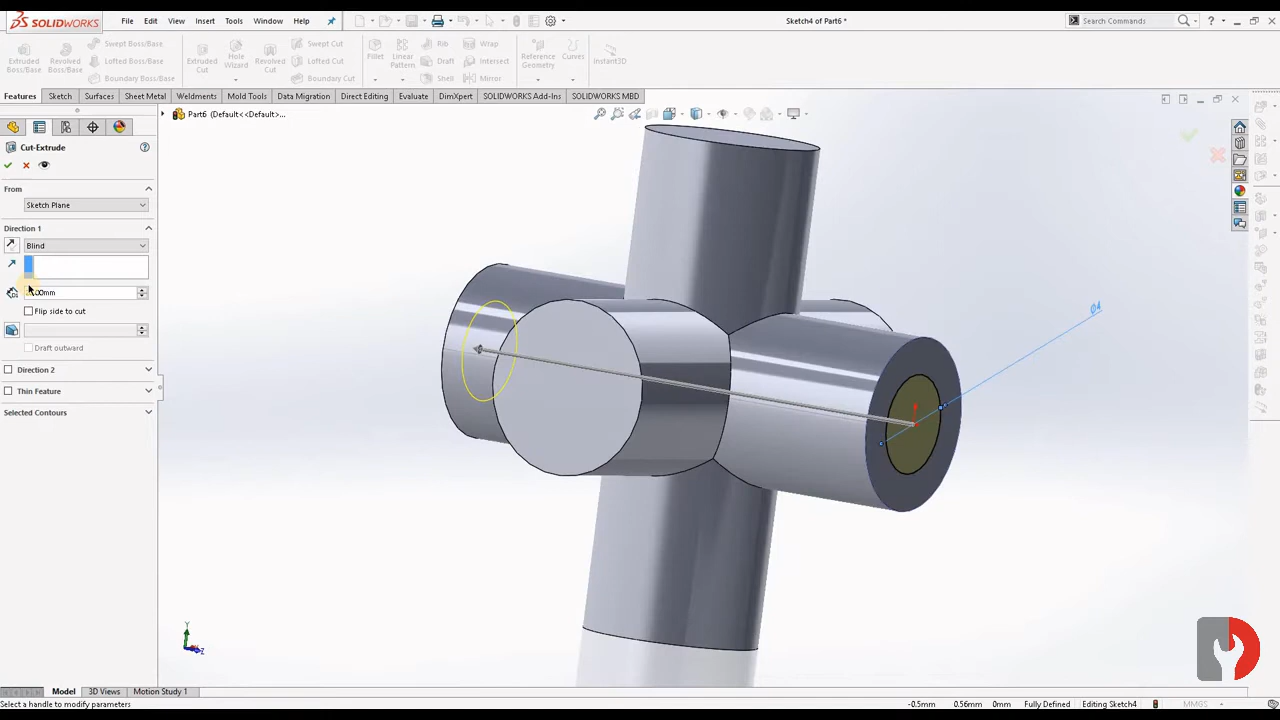 SOLIDWORKS File Edit View Insert Tools Window Help Sketch4 of Part6 * Search Commands
Extruded Boss/Base Revolved Boss/Base Swept Boss/Base Lofted Boss/Base Boundary Boss/Base Extruded Cut Hole Wizard Revolved Cut Swept Cut Lofted Cut Boundary Cut Fillet Linear Pattern Rib Draft Shell Wrap Intersect Mirror Reference Geometry Curves Instant3D
Features Sketch Surfaces Sheet Metal Weldments Mold Tools Data Migration Direct Editing Evaluate DimXpert SOLIDWORKS Add-Ins SOLIDWORKS MBD
Part6 (Default<<Default>...
Cut-Extrude
From
Sketch Plane
Direction 1
Blind
00mm
Flip side to cut
Draft outward
Direction 2
Thin Feature
Selected Contours
Ø4
Y
Z
Model 3D Views Motion Study 1
Select a handle to modify parameters -0.5mm 0.56mm 0mm Fully Defined Editing Sketch4 MMGS